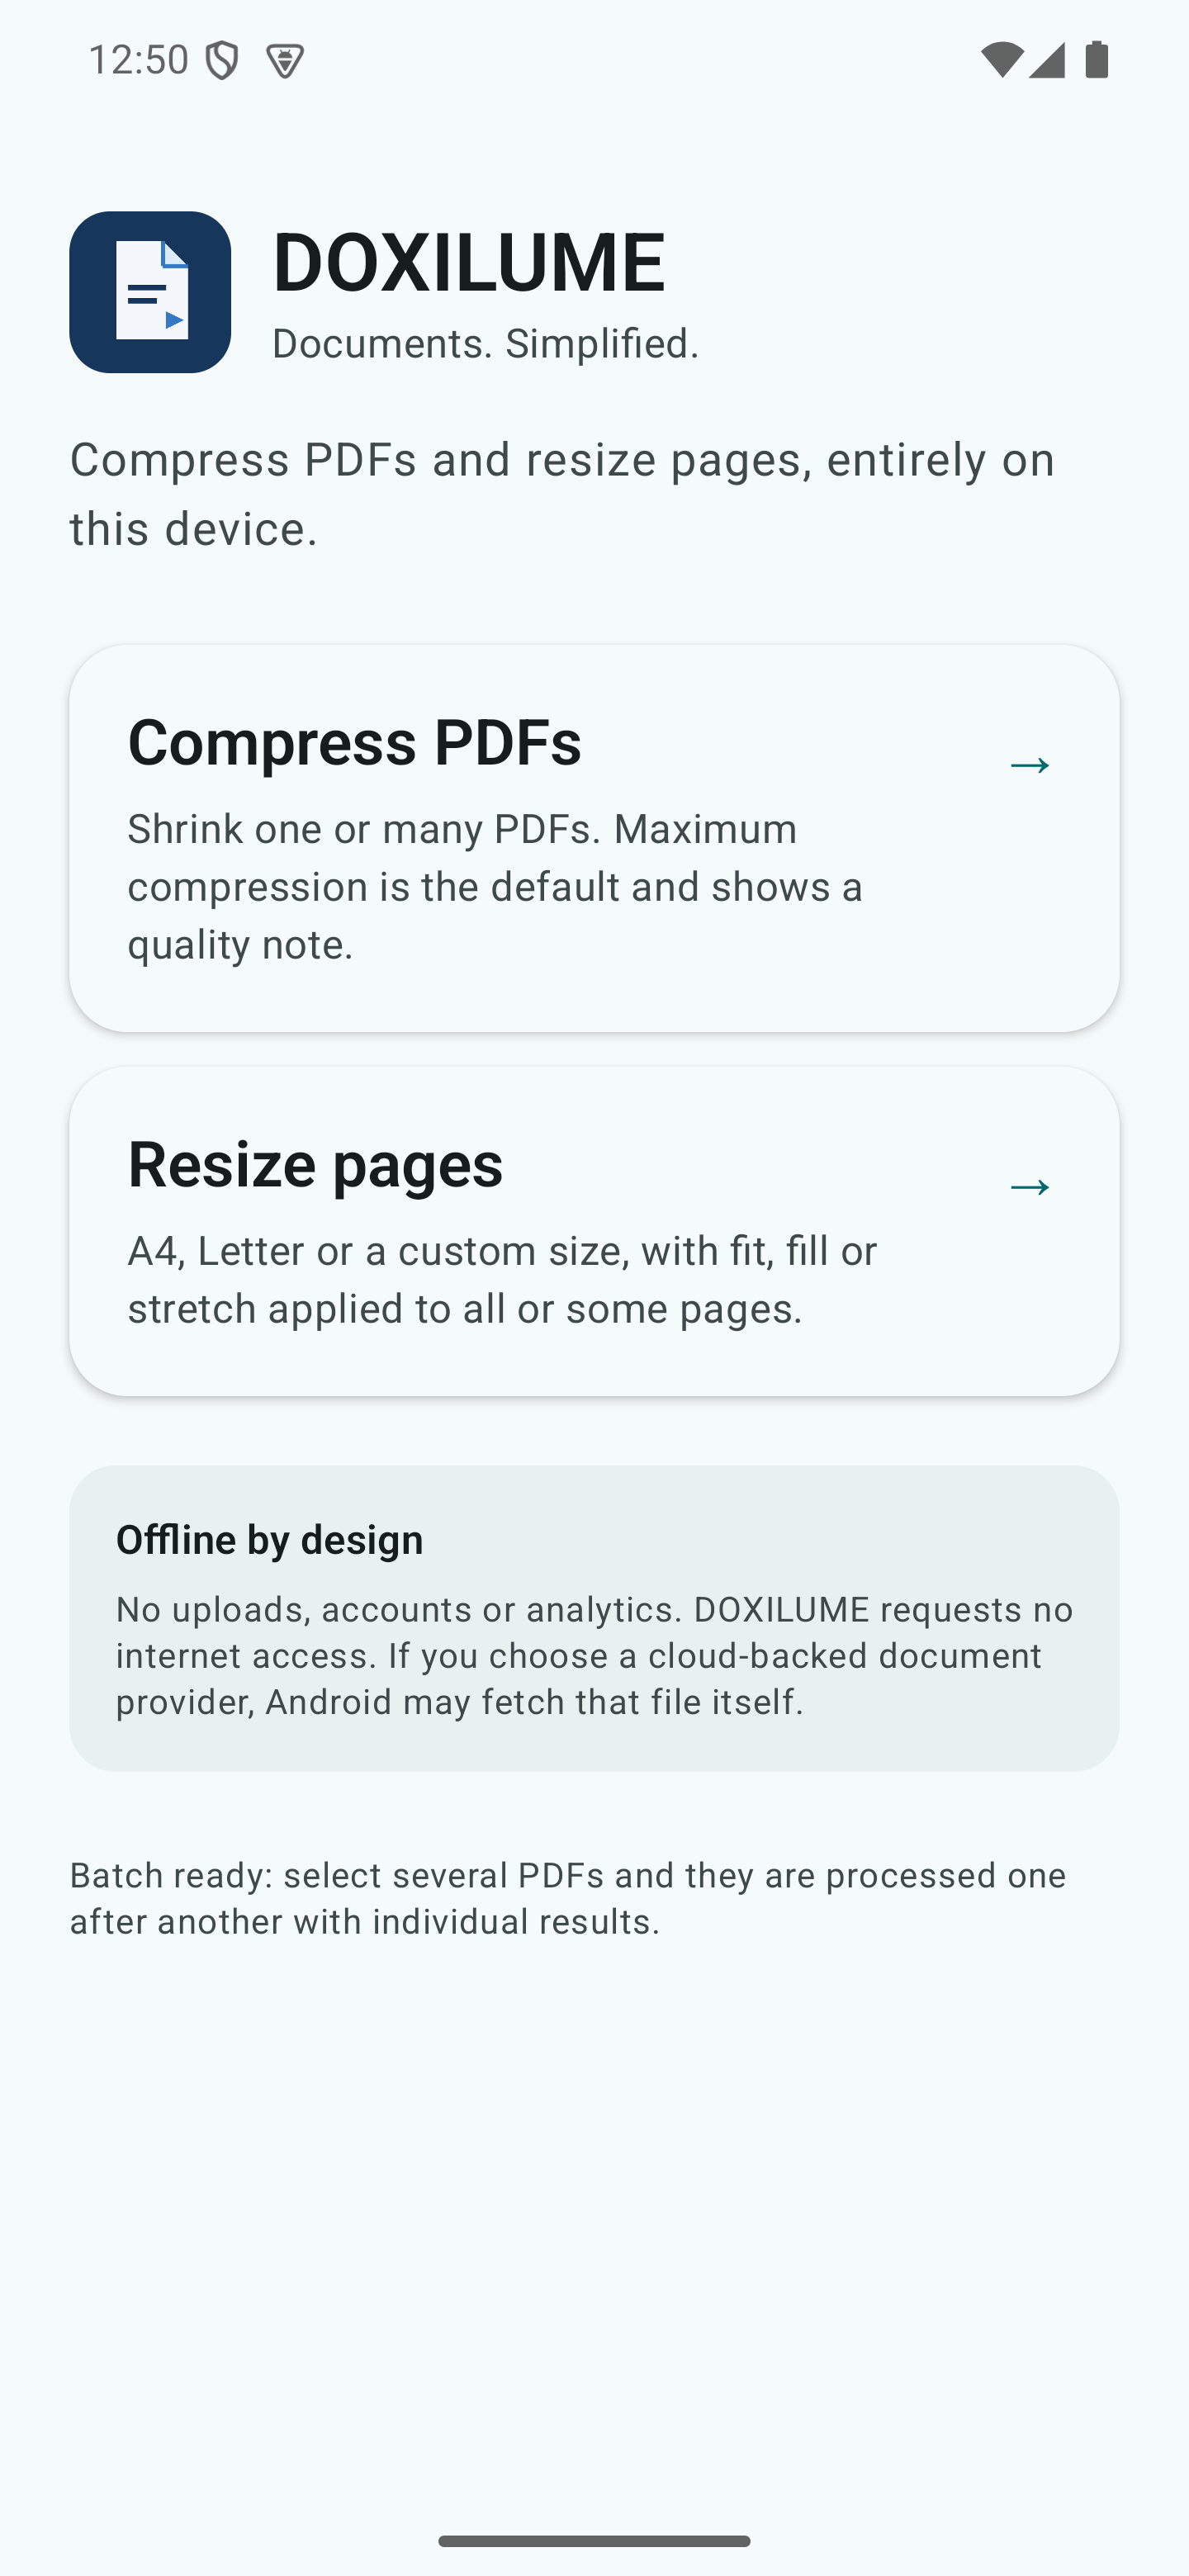 12:50
DOXILUME
Documents. Simplified.
Compress PDFs and resize pages, entirely on
this device.
Compress PDFs
→
Shrink one or many PDFs. Maximum
compression is the default and shows a
quality note.
Resize pages
→
A4, Letter or a custom size, with fit, fill or
stretch applied to all or some pages.
Offline by design
No uploads, accounts or analytics. DOXILUME requests no
internet access. If you choose a cloud-backed document
provider, Android may fetch that file itself.
Batch ready: select several PDFs and they are processed one
after another with individual results.